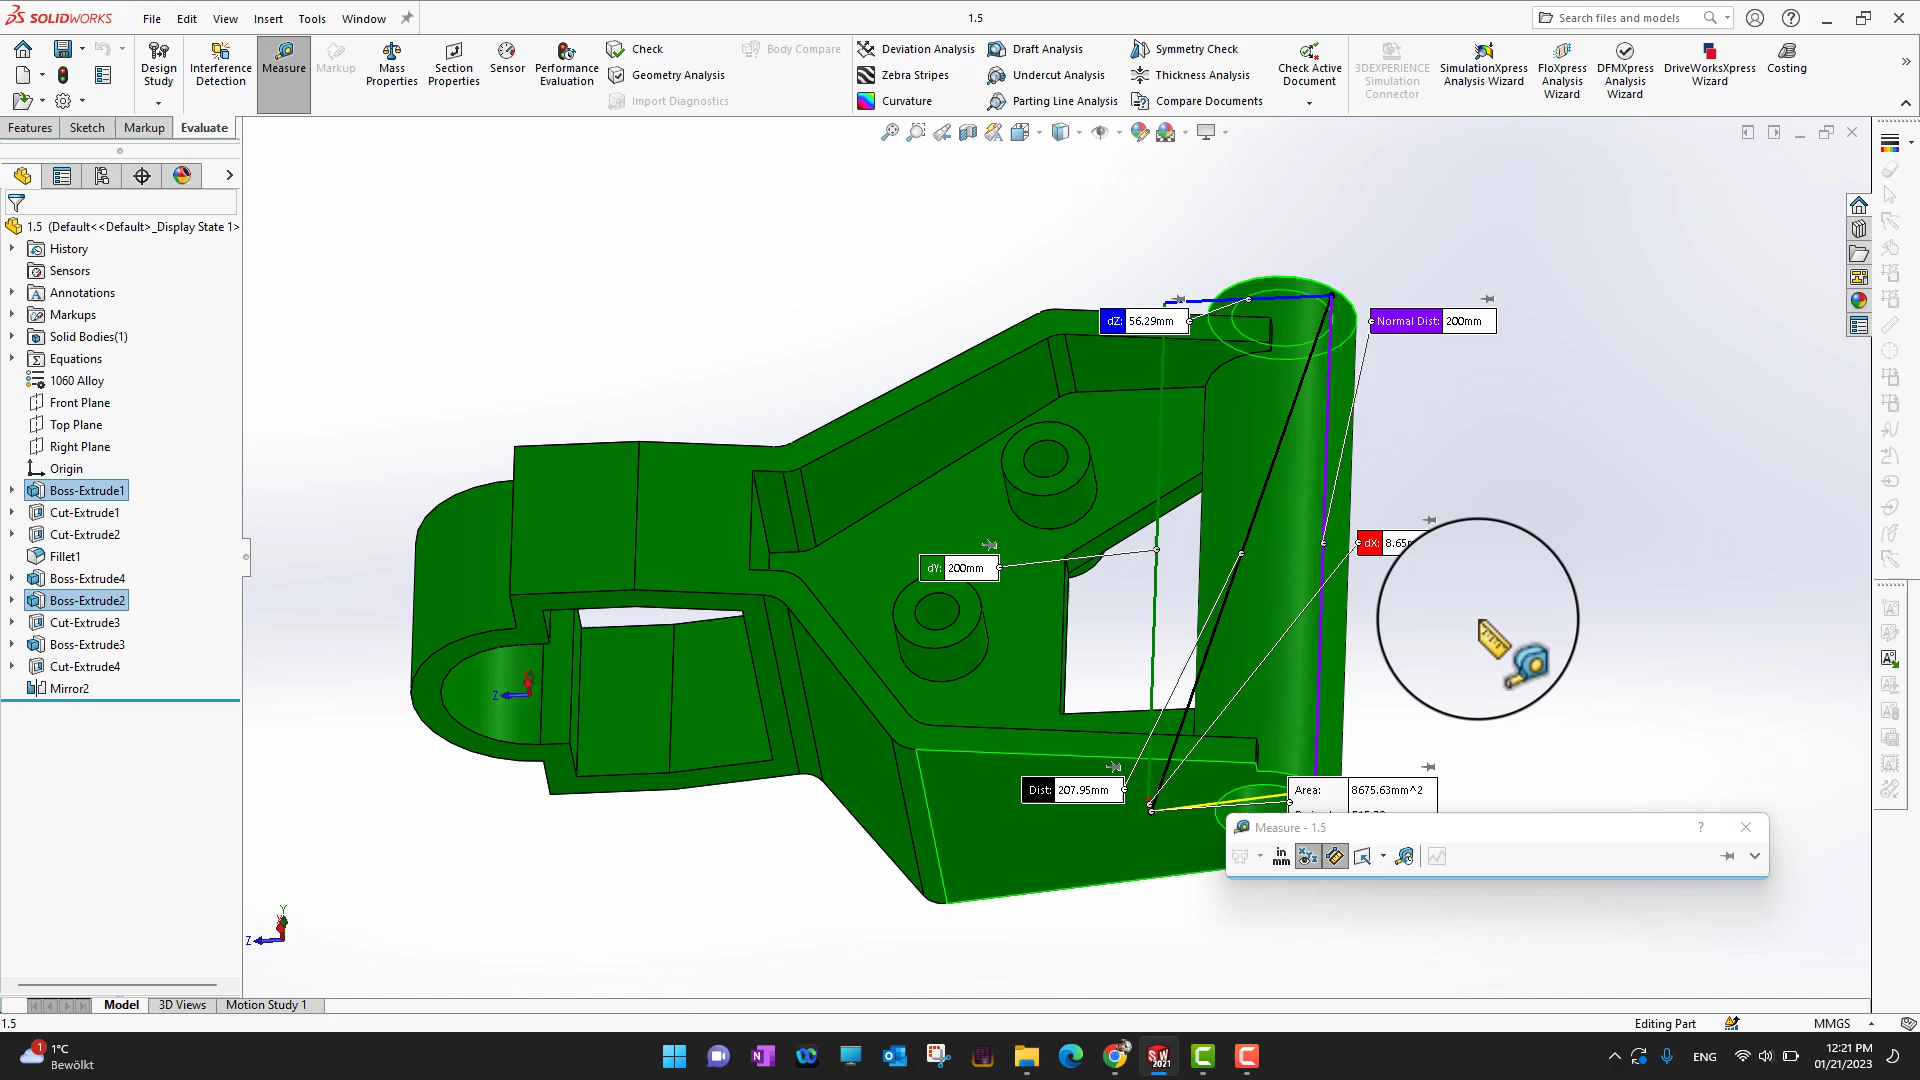 SOLIDWORKS
File
Edit
View
Insert
Tools
Window
1.5
Search files and models
Design Study
Interference Detection
Measure
Markup
Mass Properties
Section Properties
Sensor
Performance Evaluation
Check
Geometry Analysis
Import Diagnostics
Body Compare
Deviation Analysis
Zebra Stripes
Curvature
Draft Analysis
Undercut Analysis
Parting Line Analysis
Symmetry Check
Thickness Analysis
Compare Documents
Check Active Document
3DEXPERIENCE Simulation Connector
SimulationXpress Analysis Wizard
FloXpress Analysis Wizard
DFMXpress Analysis Wizard
DriveWorksXpress Wizard
Costing
Features
Sketch
Markup
Evaluate
1.5 (Default<<Default>_Display State 1>
History
Sensors
Annotations
Markups
Solid Bodies(1)
Equations
1060 Alloy
Front Plane
Top Plane
Right Plane
Origin
Boss-Extrude1
Cut-Extrude1
Cut-Extrude2
Fillet1
Boss-Extrude4
Boss-Extrude2
Cut-Extrude3
Boss-Extrude3
Cut-Extrude4
Mirror2
dZ: 56.29mm
Normal Dist: 200mm
dX:
dY: 200mm
Z
Dist: 207.95mm
Area: 8675.63mm^2
Measure - 1.5
?
in
mm
Y
Z
Model
3D Views
Motion Study 1
1.5
Editing Part
MMGS
1
1°C
Bewölkt
SW
2021
ENG
12:21 PM
01/21/2023